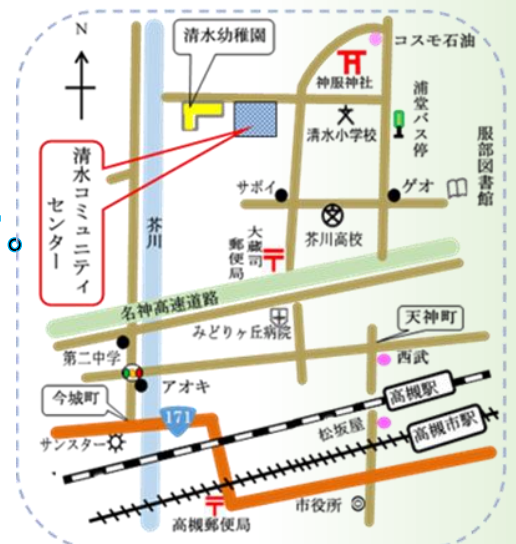 N
清水幼稚園
コスモ石油
神服神社
浦堂バス停
清水小学校
服部図書館
清水コミュニティ
センター
サボイ
ゲオ
芥川
大蔵司
郵便局
芥川高校
名神高速道路
みどりヶ丘病院
天神町
第二中学
西武
アオキ
今城町
高槻駅
171
サンスター
松坂屋
高槻市駅
市役所
高槻郵便局